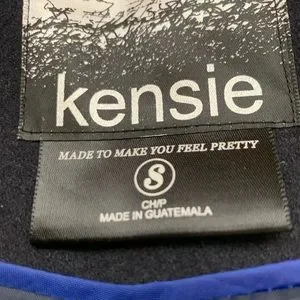 kensie
MADE TO MAKE YOU FEEL PRETTY
S
CH/P
MADE IN GUATEMALA